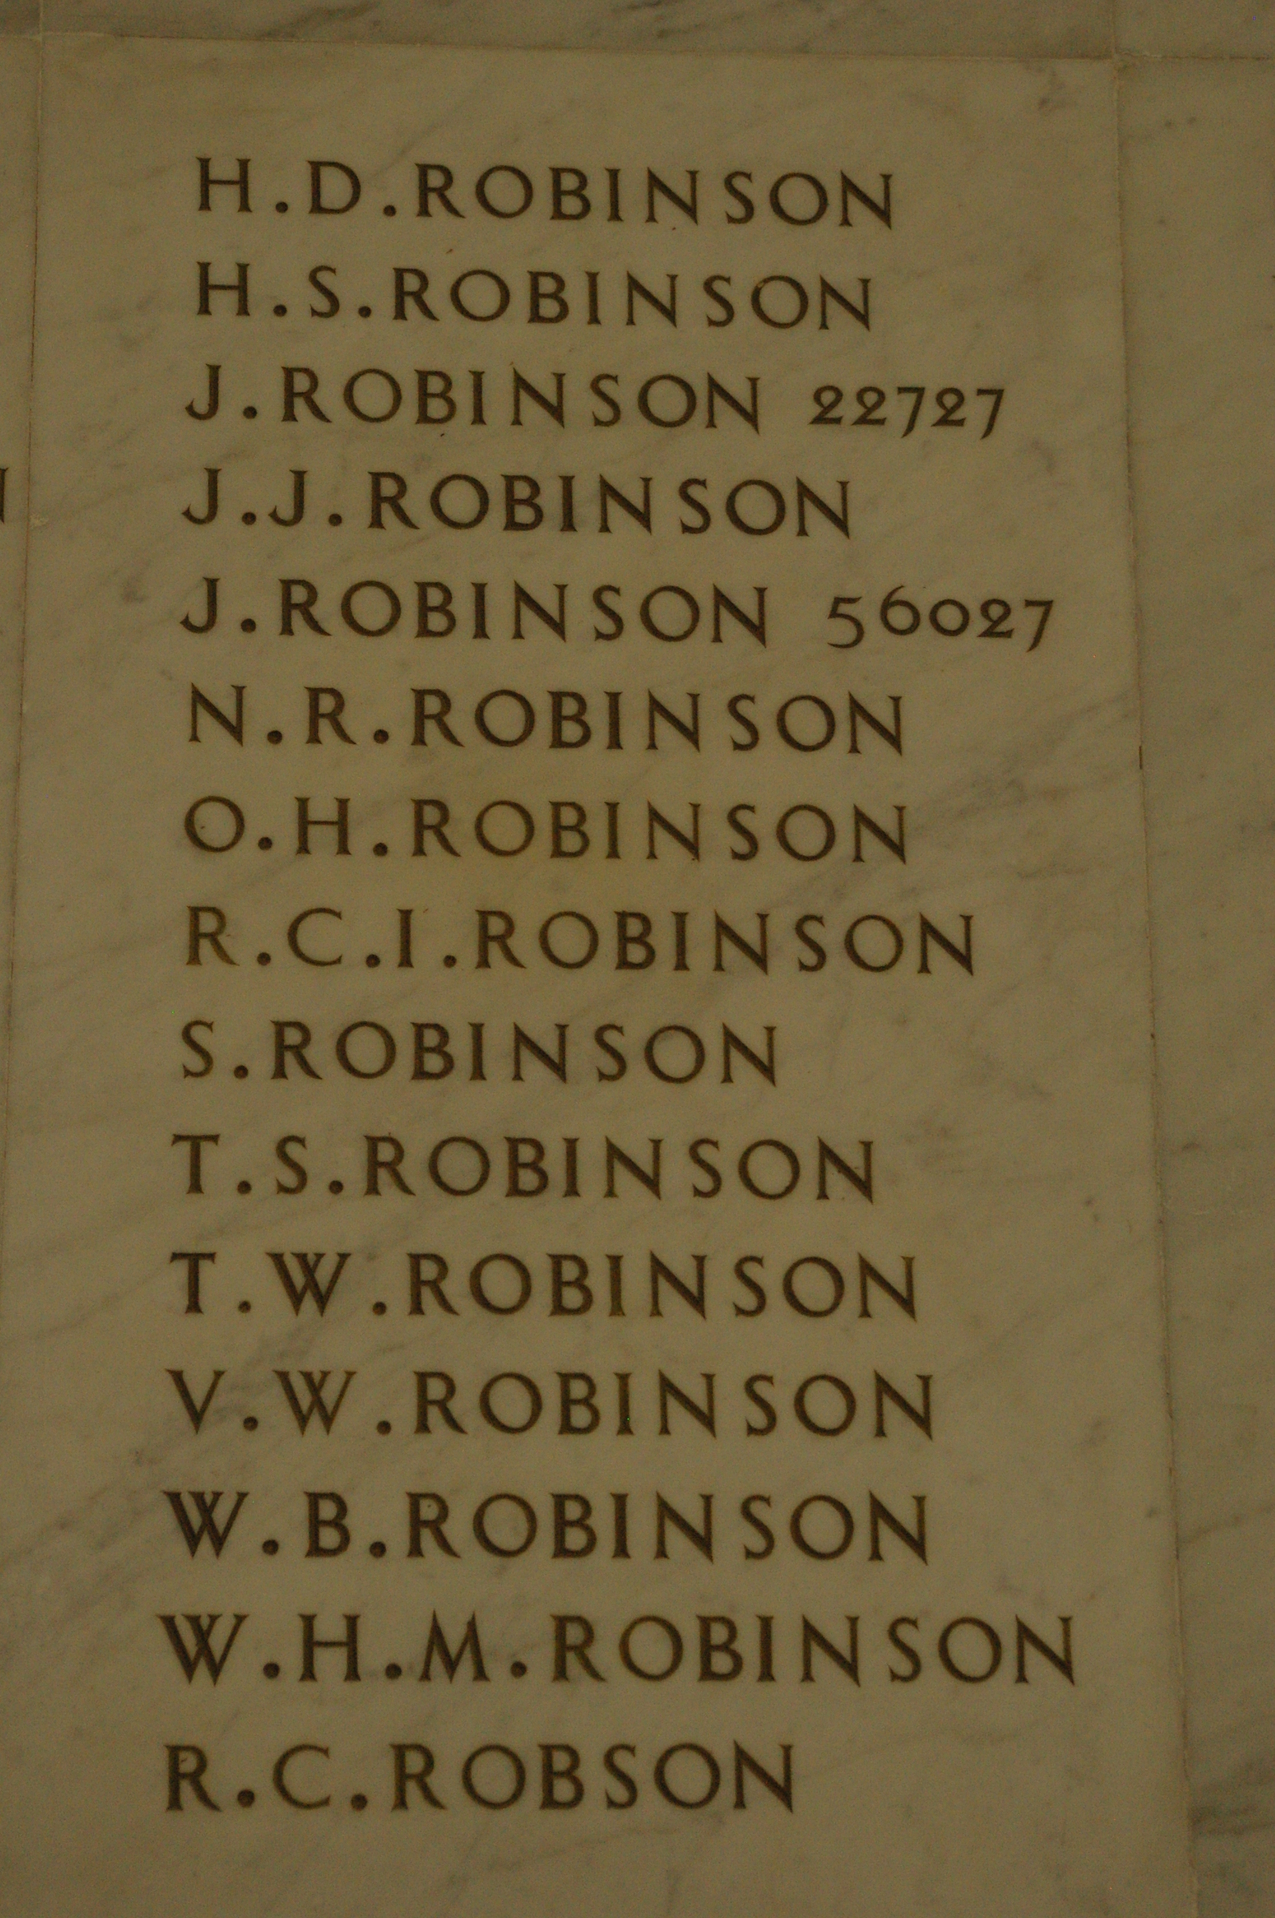 H.D.ROBINSON
H.S.ROBINSON
J.ROBINSON 22727
J.J.ROBINSON
J.ROBINSON 56027
N.R.ROBINSON
O.H.ROBINSON
R.C.I.ROBINSON
S.ROBINSON
T.S.ROBINSON
T.W.ROBINSON
V.W.ROBINSON
W.B.ROBINSON
W.H.M.ROBINSON
R.C.ROBSON